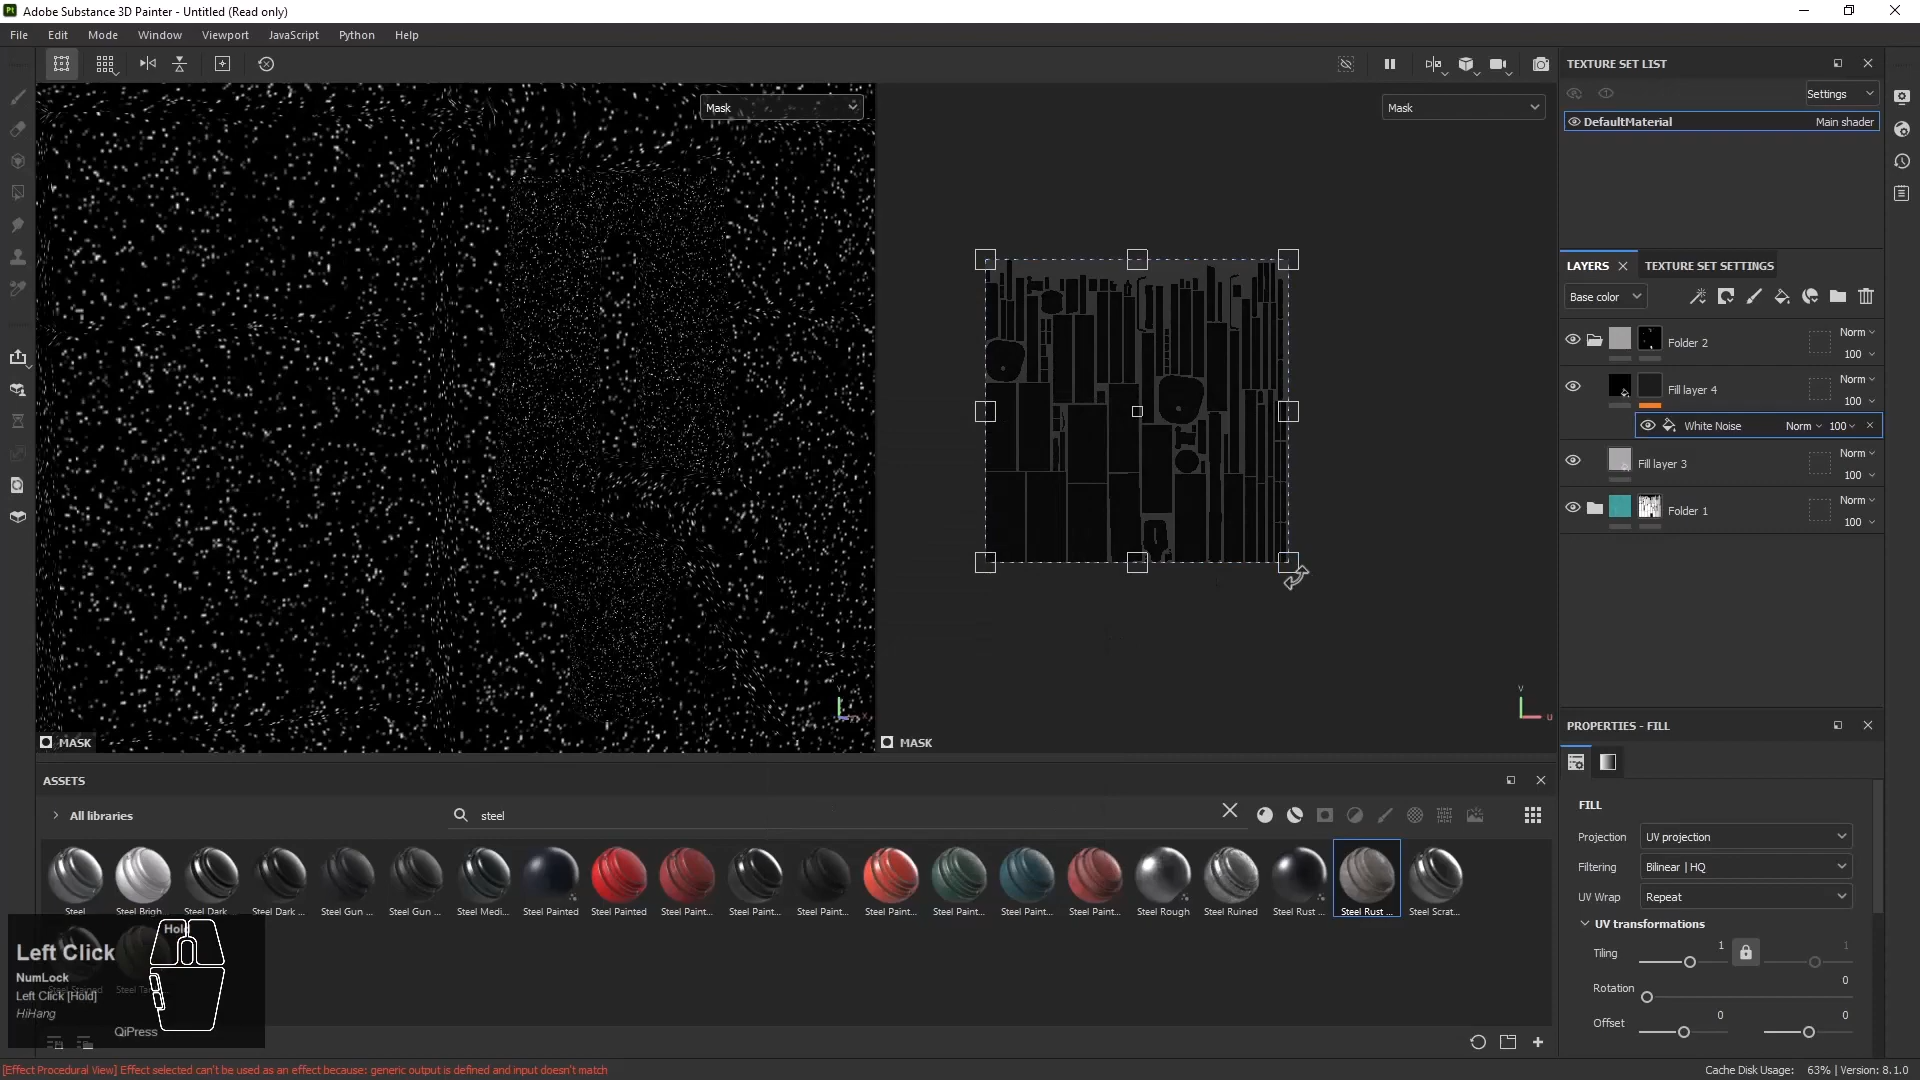 Adobe Substance 3D Painter - Untitled (Read only)
File Edit Mode Window Viewport JavaScript Python Help
Mask
Mask
MASK
MASK
V
U
TEXTURE SET LIST
Settings
DefaultMaterial Main shader
LAYERS TEXTURE SET SETTINGS
Base color
Folder 2 Norm 100
Fill layer 4 Norm 100
White Noise Norm 100
Fill layer 3 Norm 100
Folder 1 Norm 100
PROPERTIES - FILL
FILL
Projection UV projection
Filtering Bilinear | HQ
UV Wrap Repeat
UV transformations
Tiling 1 1
Rotation 0
Offset 0 0
ASSETS
All libraries
steel
Steel Steel Brigh... Steel Dark ... Steel Dark ... Steel Gun ... Steel Gun ... Steel Medi... Steel Painted Steel Painted Steel Paint... Steel Paint... Steel Paint... Steel Paint... Steel Paint... Steel Paint... Steel Paint... Steel Rough Steel Ruined Steel Rust ... Steel Rust ... Steel Scrat...
Steel Stained
Hold
Left Click
NumLock
Left Click [Hold]
HiHang
QiPress
[Effect Procedural View] Effect selected can't be used as an effect because: generic output is defined and input doesn't match
Cache Disk Usage: 63% | Version: 8.1.0